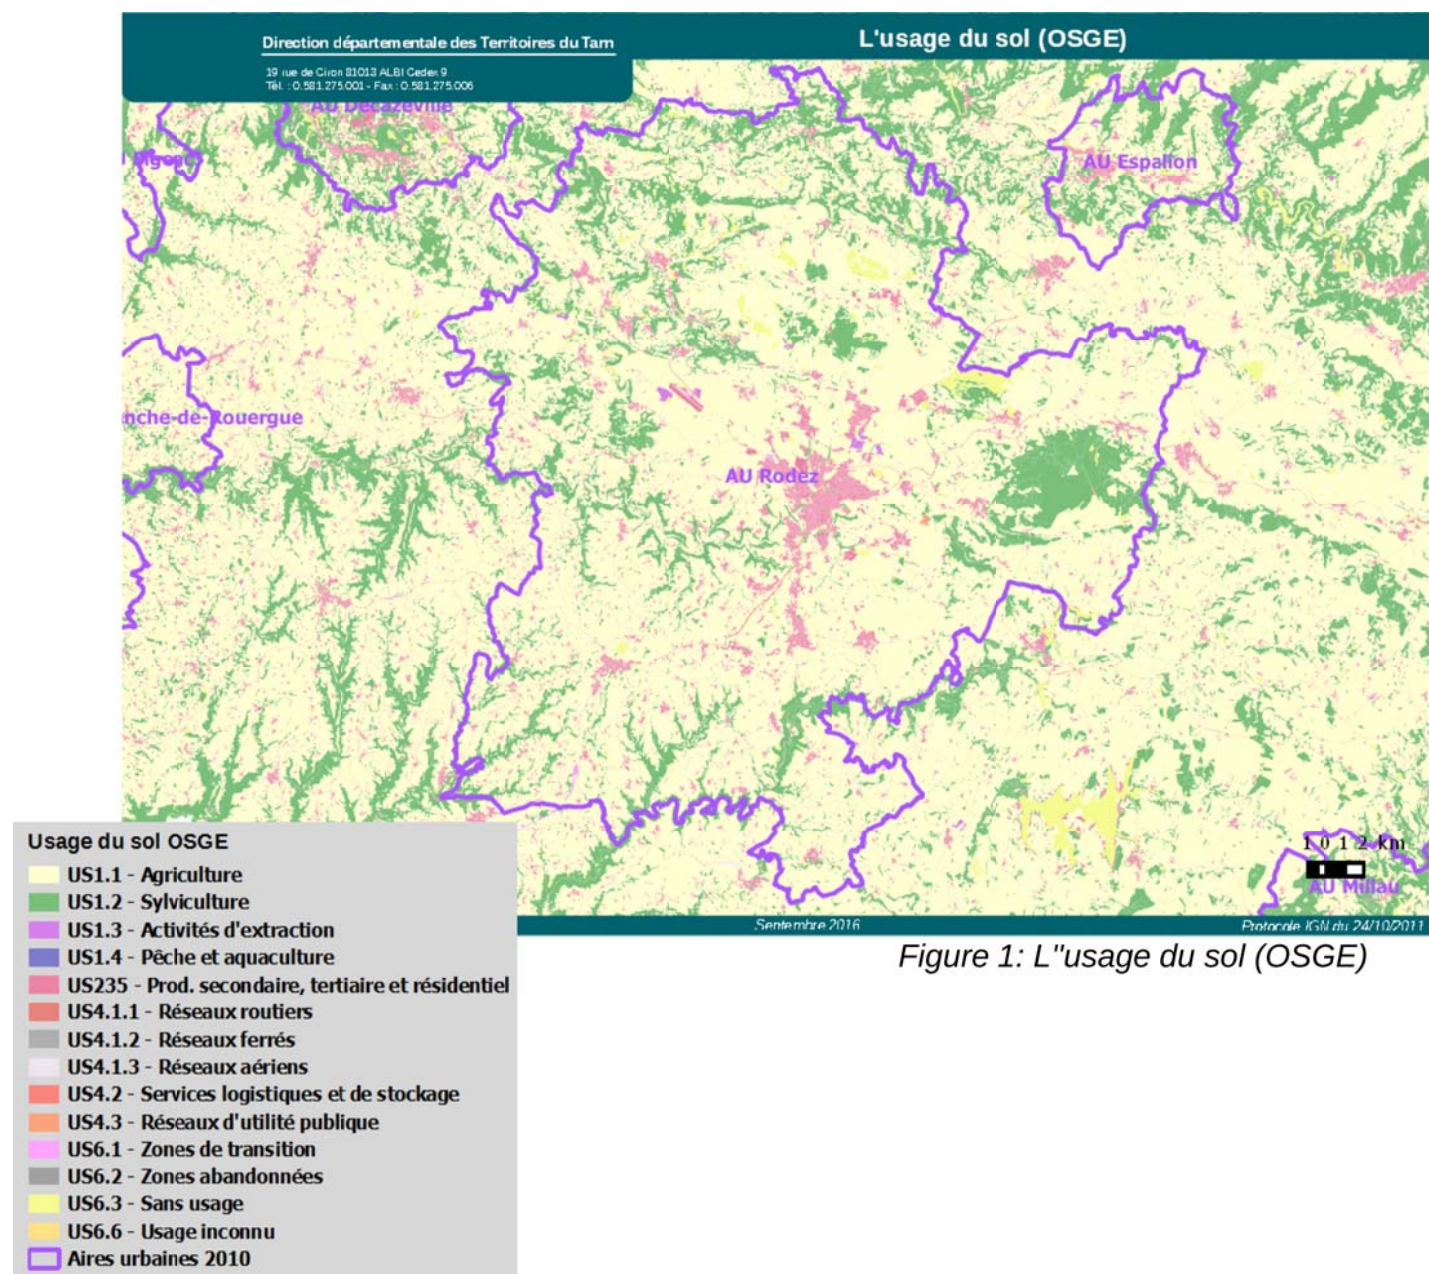 Direction départementale des Territoires du Tarn
19 rue de Ciron 81013 ALBI Cedex 9
Tél. : 0.581.275.001 - Fax : 0.581.275.006
L'usage du sol (OSGE)
AU Decazeville
AU Espalion
nche-de-Rouergue
AU Rodez
1 0 1 2 km
AU Millau
Septembre 2016
Protocole IGN du 24/10/2011
Figure 1: L''usage du sol (OSGE)
Usage du sol OSGE
US1.1 - Agriculture
US1.2 - Sylviculture
US1.3 - Activités d'extraction
US1.4 - Pêche et aquaculture
US235 - Prod. secondaire, tertiaire et résidentiel
US4.1.1 - Réseaux routiers
US4.1.2 - Réseaux ferrés
US4.1.3 - Réseaux aériens
US4.2 - Services logistiques et de stockage
US4.3 - Réseaux d'utilité publique
US6.1 - Zones de transition
US6.2 - Zones abandonnées
US6.3 - Sans usage
US6.6 - Usage inconnu
Aires urbaines 2010